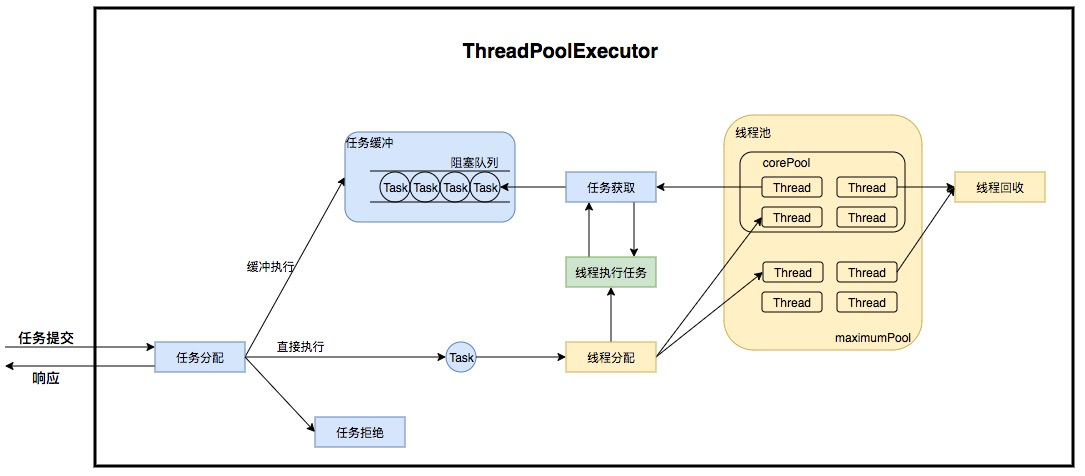 ThreadPoolExecutor
任务缓冲
阻塞队列
Task Task Task Task
任务获取
线程池
corePool
Thread Thread
Thread Thread
Thread Thread
Thread Thread
maximumPool
线程回收
缓冲执行
线程执行任务
任务提交
响应
任务分配
直接执行
Task
线程分配
任务拒绝